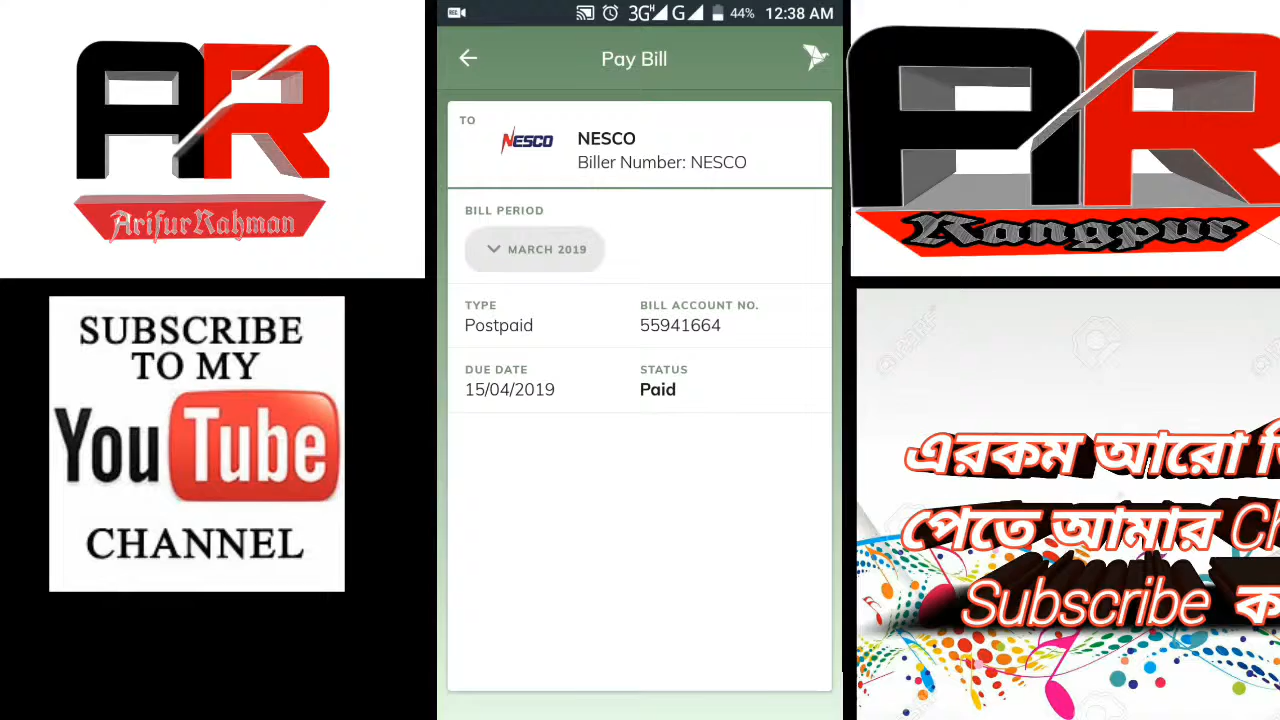 AR
ArifurRahman
SUBSCRIBE
TO MY
YouTube
CHANNEL
REC
3G H G 44% 12:38 AM
Pay Bill
TO
NESCO
NESCO
Biller Number: NESCO
BILL PERIOD
MARCH 2019
TYPE
Postpaid
BILL ACCOUNT NO.
55941664
DUE DATE
15/04/2019
STATUS
Paid
AR
Rangpur
এরকম আরো
পেতে আমার
Subscribe